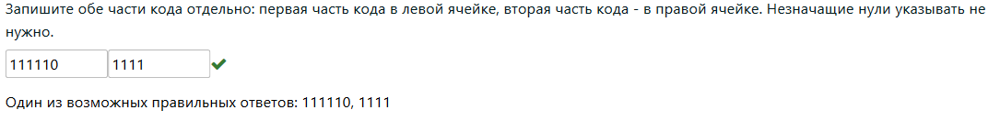 Запишите обе части кода отдельно: первая часть кода в левой ячейке, вторая часть кода - в правой ячейке. Незначащие нули указывать не
нужно.
111110 1111
Один из возможных правильных ответов: 111110, 1111